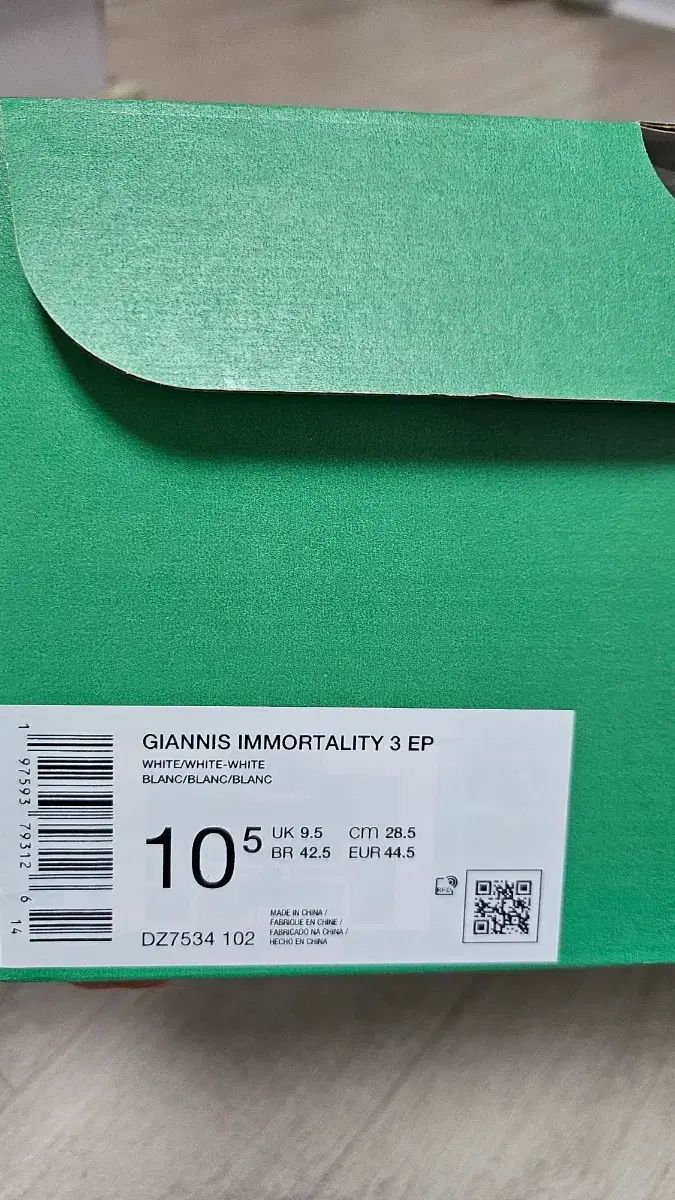 GIANNIS IMMORTALITY 3 EP
WHITE/WHITE-WHITE
BLANC/BLANC/BLANC
10 5
UK 9.5 cm 28.5
BR 42.5 EUR 44.5
MADE IN CHINA /
FABRIQUE EN CHINE /
FABRICADO NA CHINA /
HECHO EN CHINA
DZ7534 102
RFID
1 97593 79312 6 14